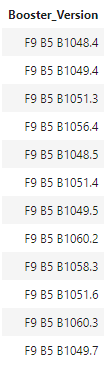 Booster_Version
F9 B5 B1048.4
F9 B5 B1049.4
F9 B5 B1051.3
F9 B5 B1056.4
F9 B5 B1048.5
F9 B5 B1051.4
F9 B5 B1049.5
F9 B5 B1060.2
F9 B5 B1058.3
F9 B5 B1051.6
F9 B5 B1060.3
F9 B5 B1049.7